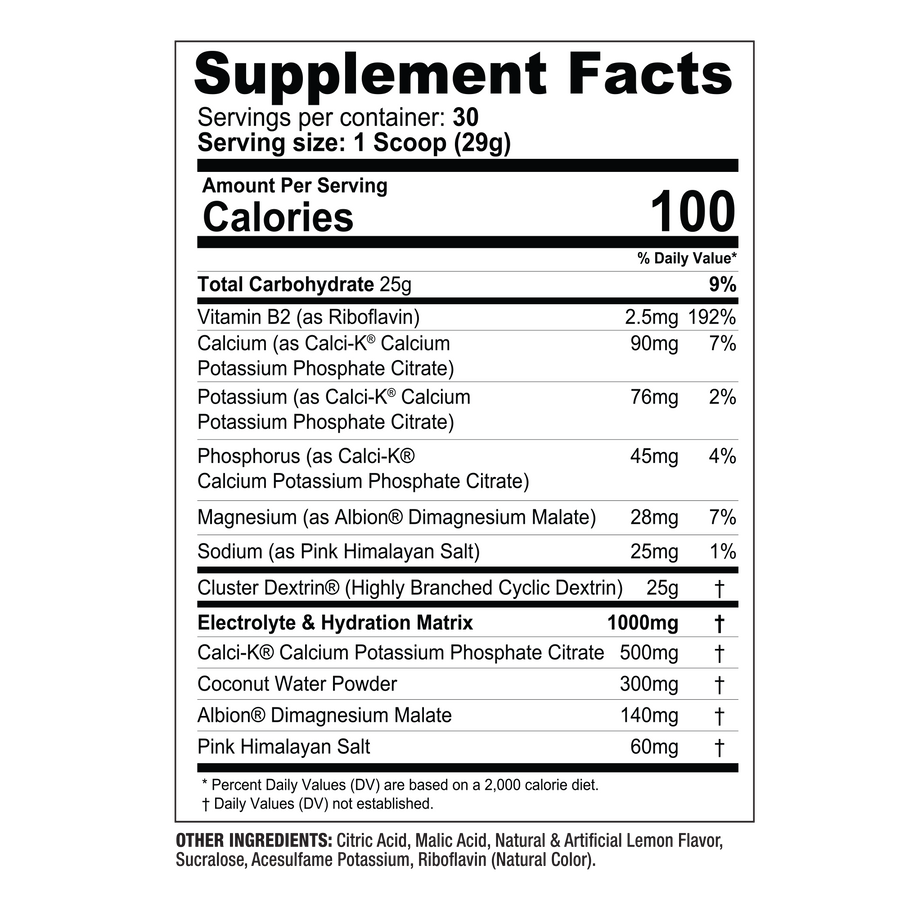 Supplement Facts
Servings per container: 30
Serving size: 1 Scoop (29g)
Amount Per Serving
Calories 100
% Daily Value*
Total Carbohydrate 25g 9%
Vitamin B2 (as Riboflavin) 2.5mg 192%
Calcium (as Calci-K® Calcium 90mg 7%
Potassium Phosphate Citrate)
Potassium (as Calci-K® Calcium 76mg 2%
Potassium Phosphate Citrate)
Phosphorus (as Calci-K® 45mg 4%
Calcium Potassium Phosphate Citrate)
Magnesium (as Albion® Dimagnesium Malate) 28mg 7%
Sodium (as Pink Himalayan Salt) 25mg 1%
Cluster Dextrin® (Highly Branched Cyclic Dextrin) 25g †
Electrolyte & Hydration Matrix 1000mg †
Calci-K® Calcium Potassium Phosphate Citrate 500mg †
Coconut Water Powder 300mg †
Albion® Dimagnesium Malate 140mg †
Pink Himalayan Salt 60mg †
* Percent Daily Values (DV) are based on a 2,000 calorie diet.
† Daily Values (DV) not established.
OTHER INGREDIENTS: Citric Acid, Malic Acid, Natural & Artificial Lemon Flavor,
Sucralose, Acesulfame Potassium, Riboflavin (Natural Color).